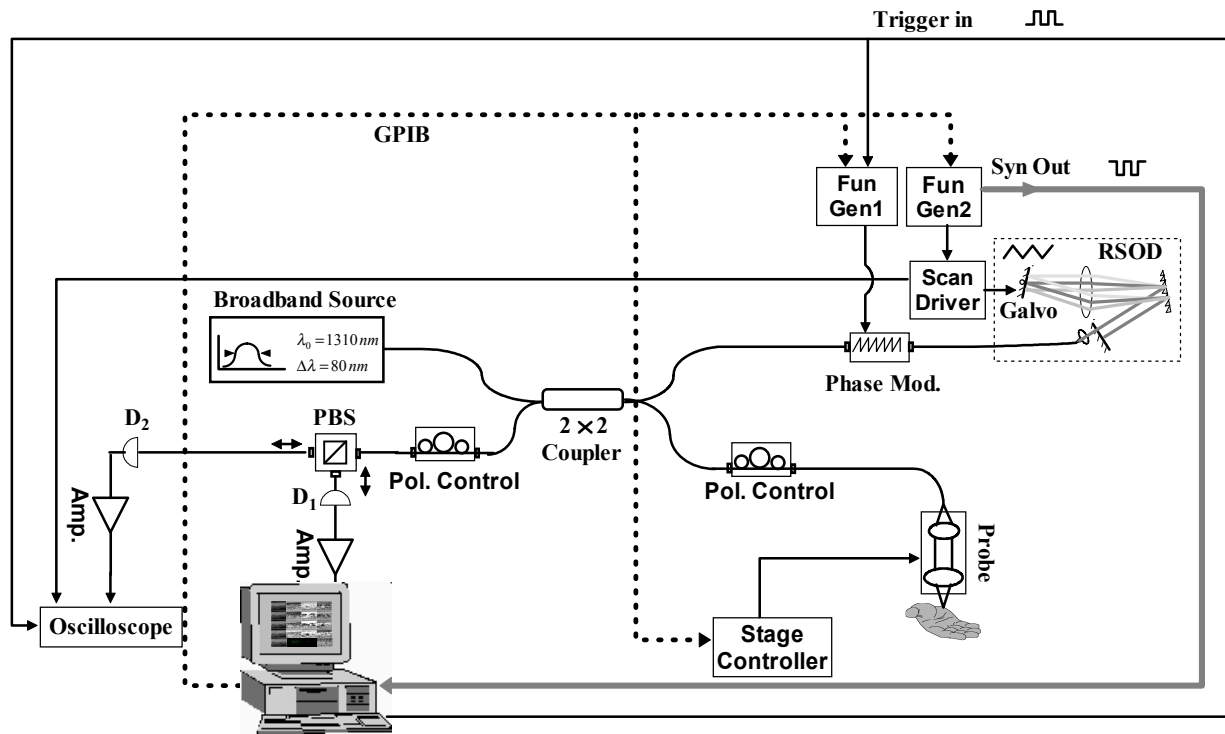 Trigger in
GPIB
Fun
Gen1
Fun
Gen2
Syn Out
RSOD
Scan
Driver
Galvo
Broadband Source
λ₀ = 1310 nm
Δλ = 80 nm
Phase Mod.
D₂
PBS
2 × 2
Coupler
Pol. Control
Pol. Control
D₁
Amp.
Amp.
Probe
Oscilloscope
Stage
Controller